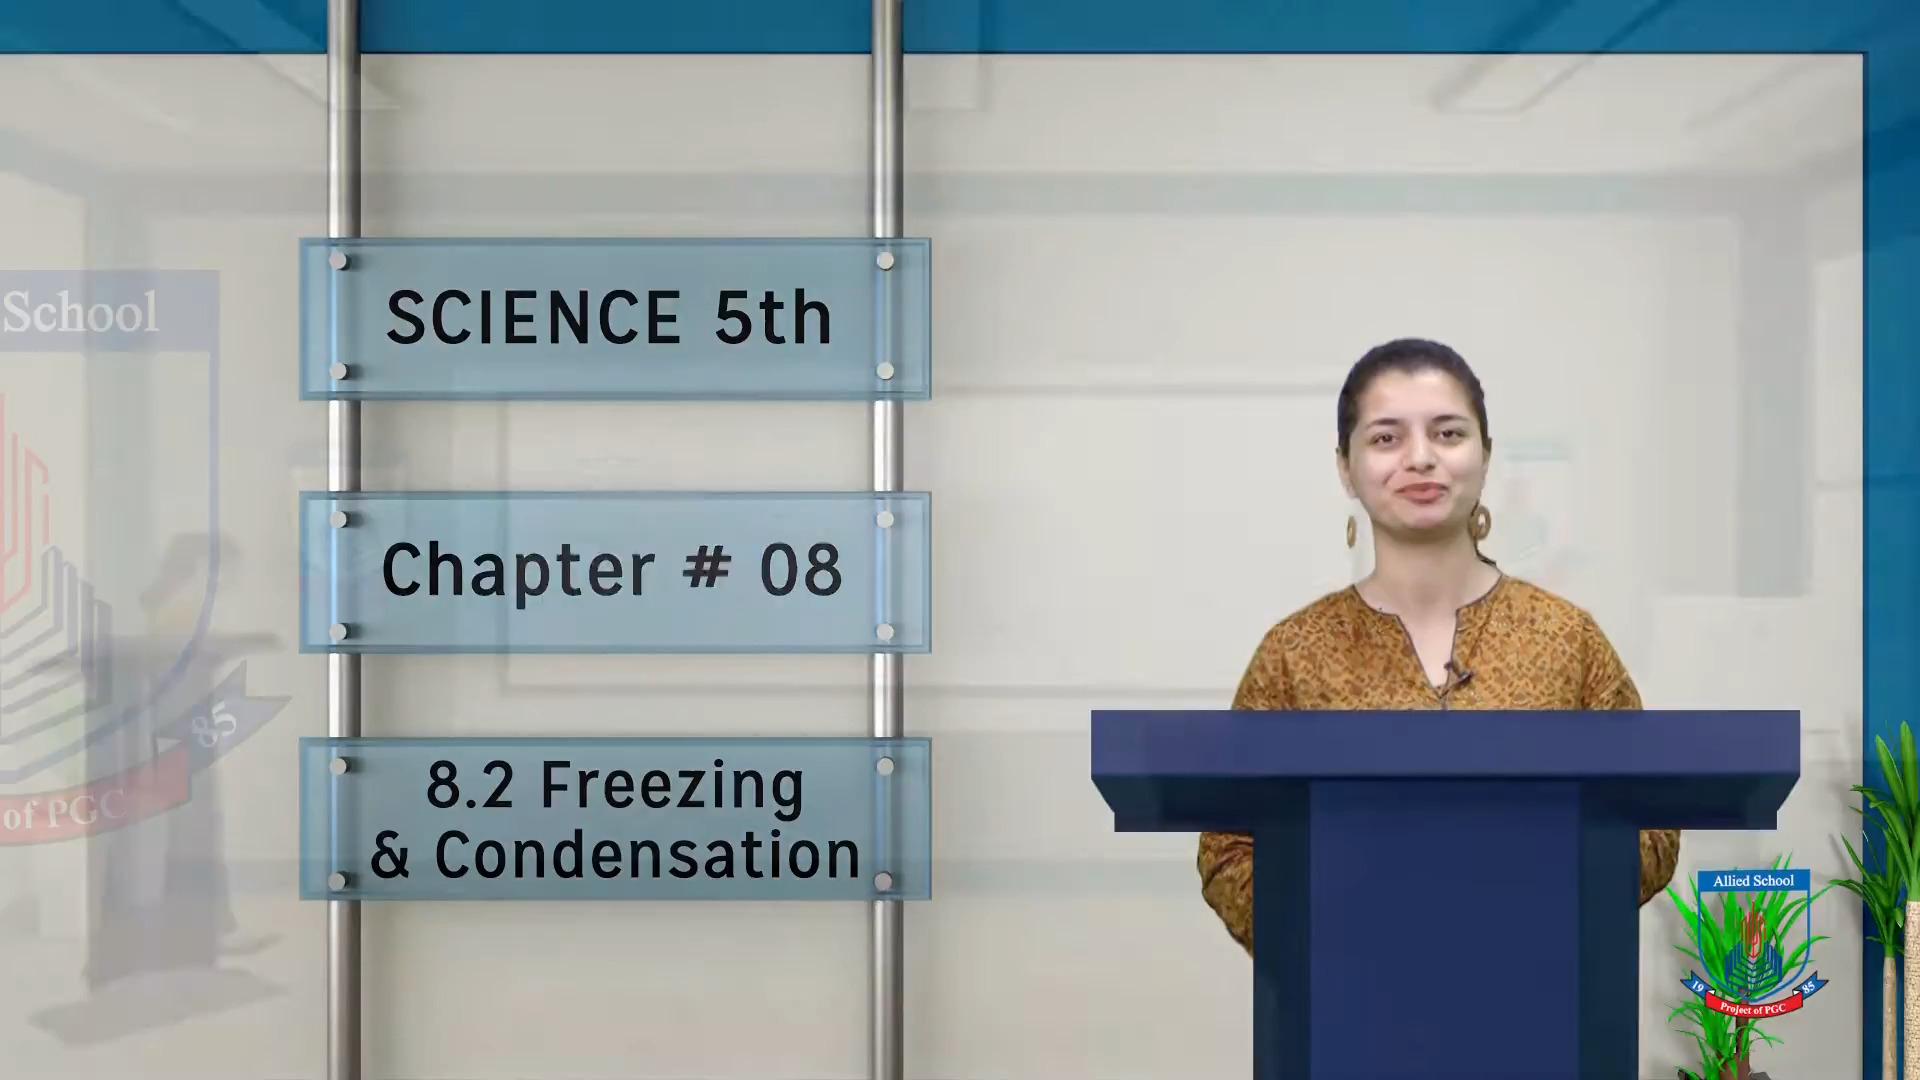 SCIENCE 5th
Chapter # 08
8.2 Freezing
& Condensation
School
85
of PGC
Allied School
19
85
Project of PGC